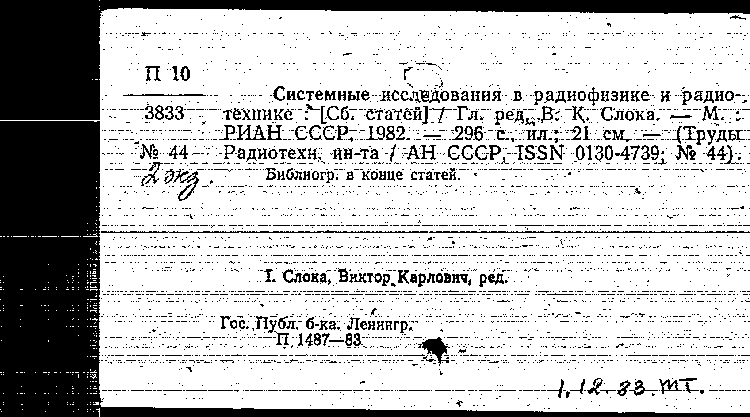 П 10
Системные исследования в радиофизике и радио-
3833 технике : [Сб. статей] / Гл. ред. В. К. Слока. — М. :
РИАН СССР, 1982. — 296 с., ил.; 21 см. — (Труды
№ 44 Радиотехн. ин-та / АН СССР, ISSN 0130-4739; № 44).
2 экз. Библиогр. в конце статей.
I. Слока, Виктор Карлович, ред.
Гос. Публ. б-ка. Ленингр.
П 1487—83
1.12.83. МТ.